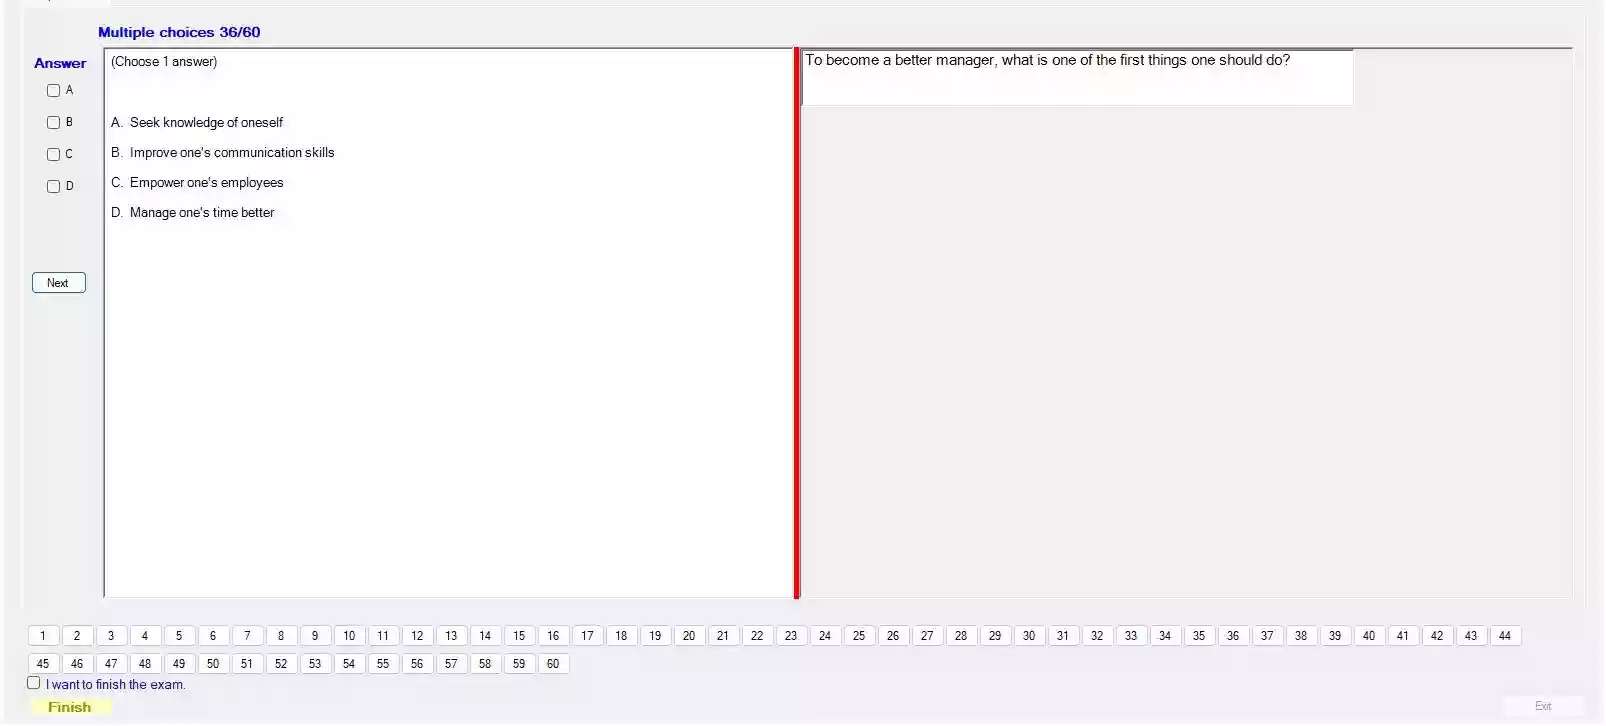 Multiple choices 36/60
Answer
A
B
C
D
Next
(Choose 1 answer)
A. Seek knowledge of oneself
B. Improve one's communication skills
C. Empower one's employees
D. Manage one's time better
To become a better manager, what is one of the first things one should do?
1 2 3 4 5 6 7 8 9 10 11 12 13 14 15 16 17 18 19 20 21 22 23 24 25 26 27 28 29 30 31 32 33 34 35 36 37 38 39 40 41 42 43 44
45 46 47 48 49 50 51 52 53 54 55 56 57 58 59 60
I want to finish the exam.
Finish
Exit